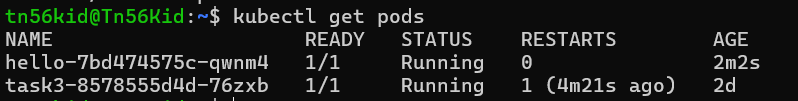 tn56kid@Tn56Kid:~$ kubectl get pods
NAME READY STATUS RESTARTS AGE
hello-7bd474575c-qwnm4 1/1 Running 0 2m2s
task3-8578555d4d-76zxb 1/1 Running 1 (4m21s ago) 2d